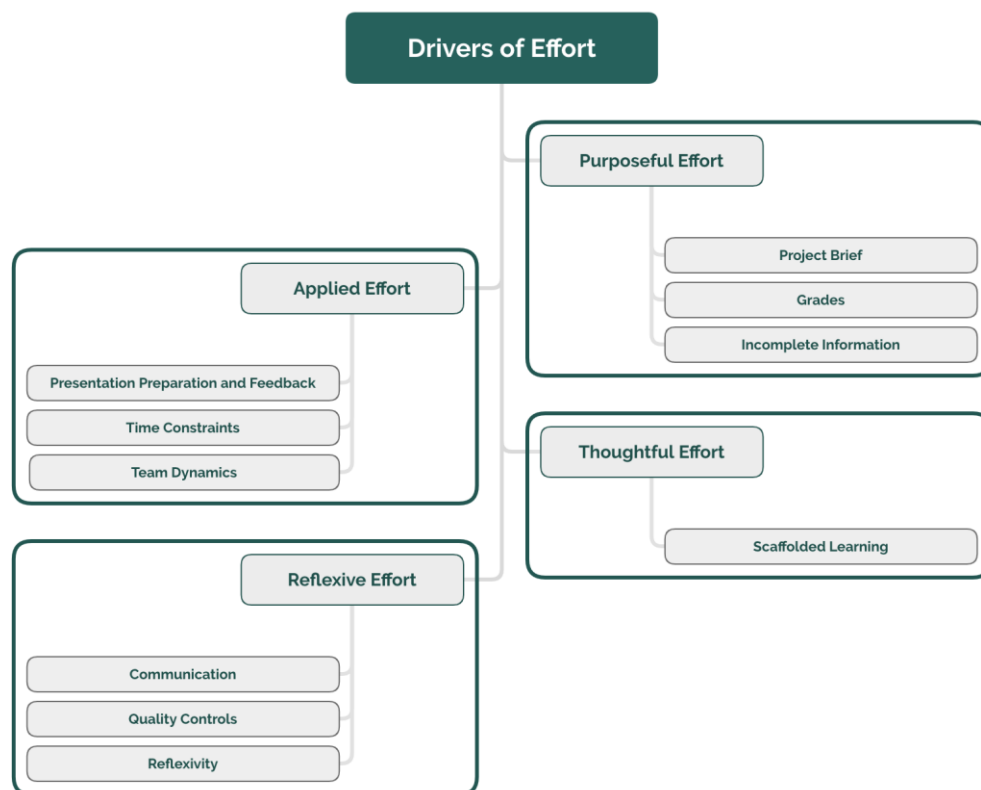 Drivers of Effort
Purposeful Effort
Project Brief
Grades
Incomplete Information
Applied Effort
Presentation Preparation and Feedback
Time Constraints
Team Dynamics
Thoughtful Effort
Scaffolded Learning
Reflexive Effort
Communication
Quality Controls
Reflexivity